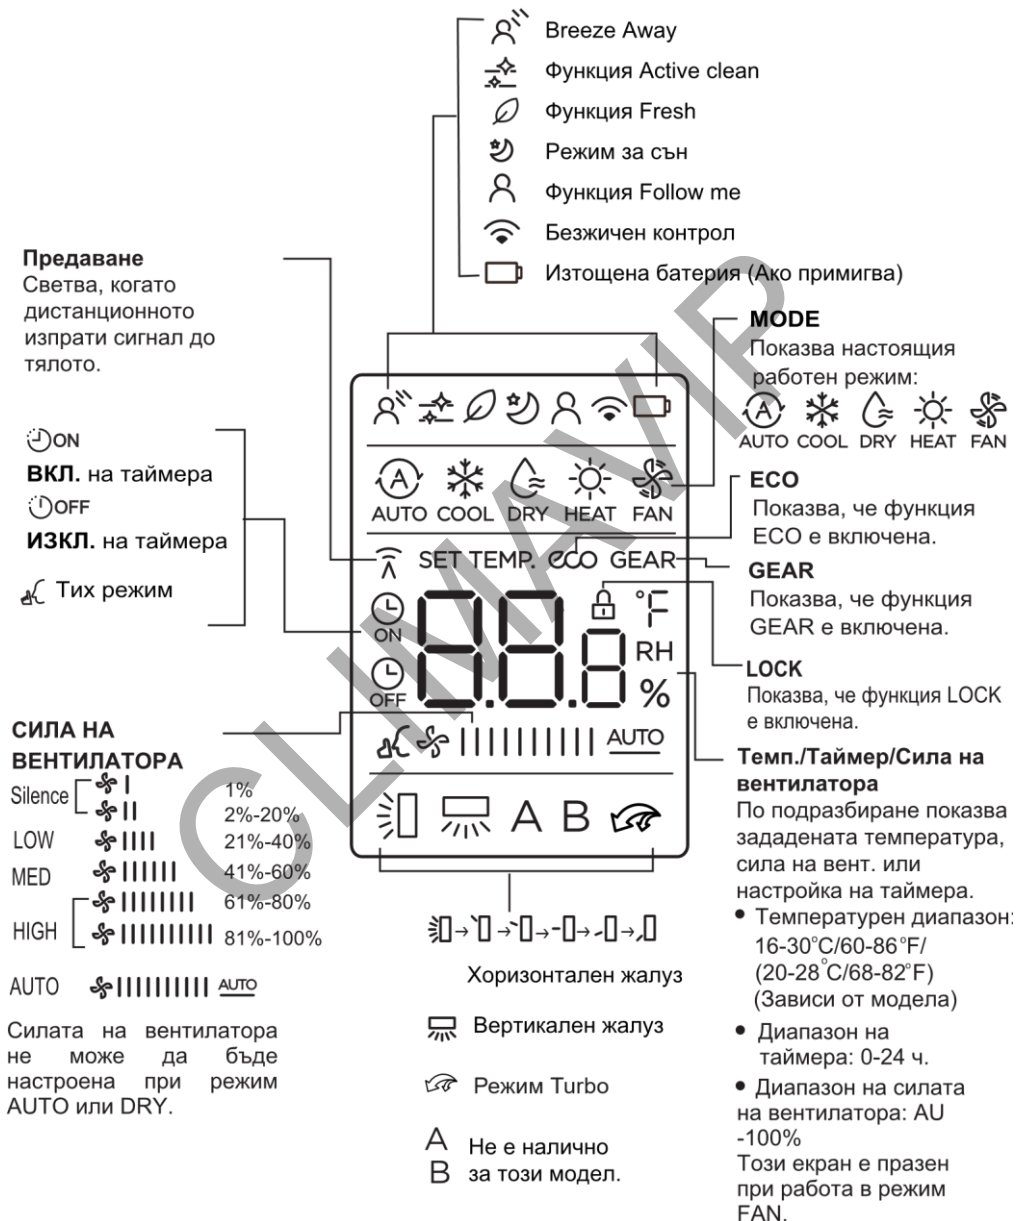 Breeze Away
Функция Active clean
Функция Fresh
Режим за сън
Функция Follow me
Безжичен контрол
Изтощена батерия (Ако примигва)
Предаване
Светва, когато
дистанционното
изпрати сигнал до
тялото.
ON
ВКЛ. на таймера
OFF
ИЗКЛ. на таймера
Тих режим
MODE
Показва настоящия
работен режим:
A
AUTO COOL DRY HEAT FAN
ECO
Показва, че функция
ECO е включена.
GEAR
Показва, че функция
GEAR е включена.
LOCK
Показва, че функция LOCK
е включена.
A
AUTO COOL DRY HEAT FAN
SET TEMP. eco GEAR
ON
OFF
88.8
°F
RH
%
AUTO
A B
СИЛА НА
ВЕНТИЛАТОРА
Silence
1%
2%-20%
LOW 21%-40%
MED 41%-60%
61%-80%
HIGH
81%-100%
AUTO AUTO
Силата на вентилатора
не може да бъде
настроена при режим
AUTO или DRY.
Хоризонтален жалуз
Вертикален жалуз
Режим Turbo
A Не е налично
B за този модел.
Темп./Таймер/Сила на
вентилатора
По подразбиране показва
зададената температура,
сила на вент. или
настройка на таймера.
• Температурен диапазон:
16-30°C/60-86°F/
(20-28°C/68-82°F)
(Зависи от модела)
• Диапазон на
таймера: 0-24 ч.
• Диапазон на силата
на вентилатора: AU
-100%
Този екран е празен
при работа в режим
FAN.
CLIMAVIP